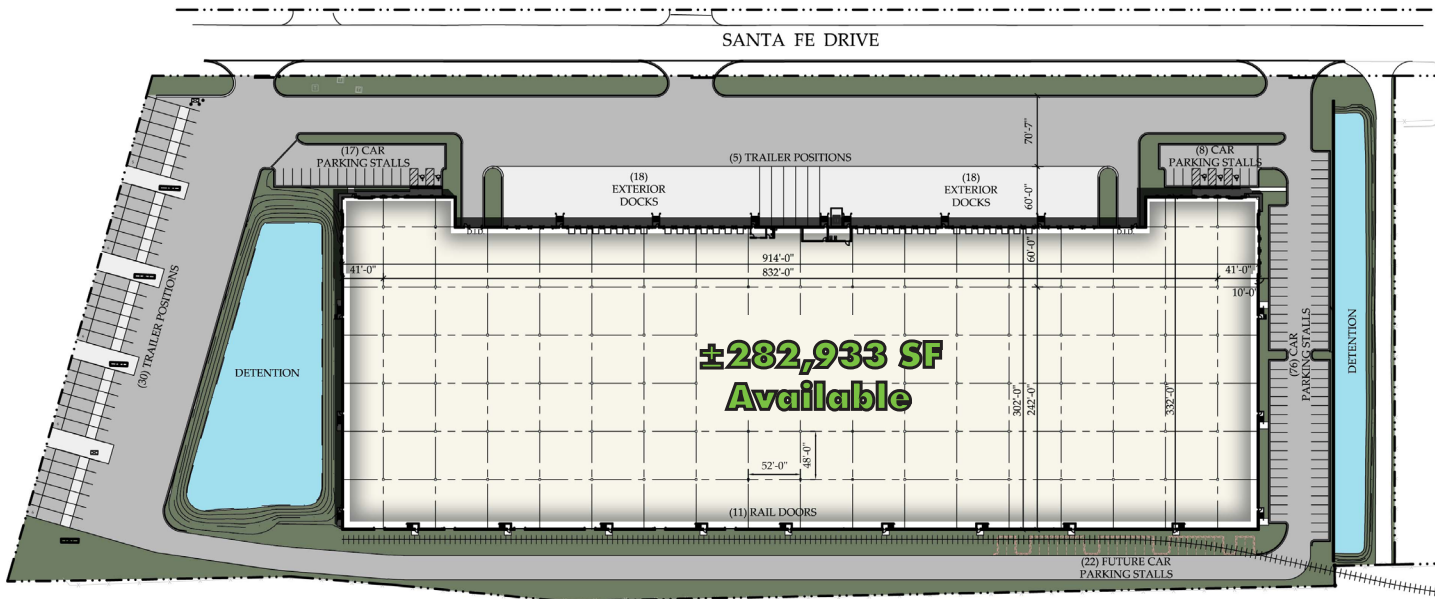 SANTA FE DRIVE
(17) CAR
PARKING STALLS
(5) TRAILER POSITIONS
70'-7"
(8) CAR
PARKING STALLS
(18)
EXTERIOR
DOCKS
(18)
EXTERIOR
DOCKS
60'-0"
D.I.D
D.I.D
60'-0"
914'-0"
41'-0"
832'-0"
41'-0"
10'-0"
(30) TRAILER POSITIONS
DETENTION
±282,933 SF
Available
302'-0"
242'-0"
332'-0"
(76) CAR
PARKING STALLS
DETENTION
52'-0"
48'-0"
(11) RAIL DOORS
(22) FUTURE CAR
PARKING STALLS